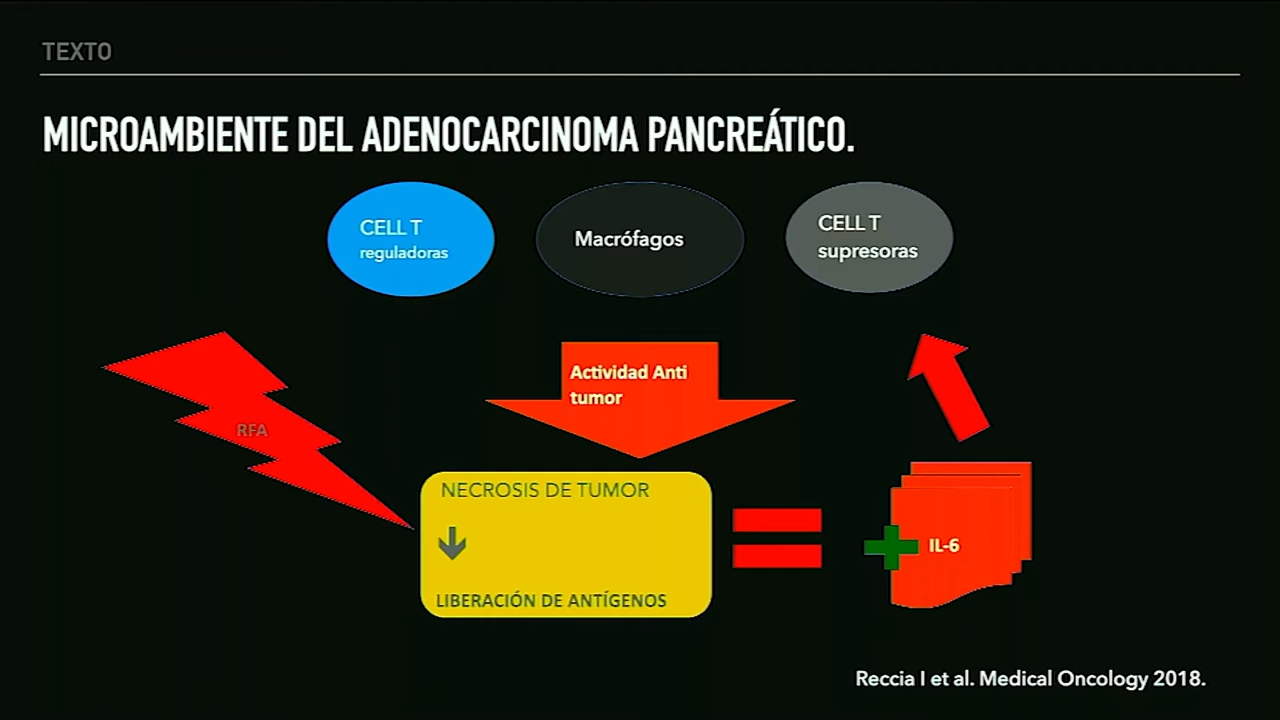 TEXTO
MICROAMBIENTE DEL ADENOCARCINOMA PANCREÁTICO.
CELL T
reguladoras
Macrófagos
CELL T
supresoras
Actividad Anti
tumor
RFA
NECROSIS DE TUMOR
LIBERACIÓN DE ANTÍGENOS
IL-6
Reccia I et al. Medical Oncology 2018.